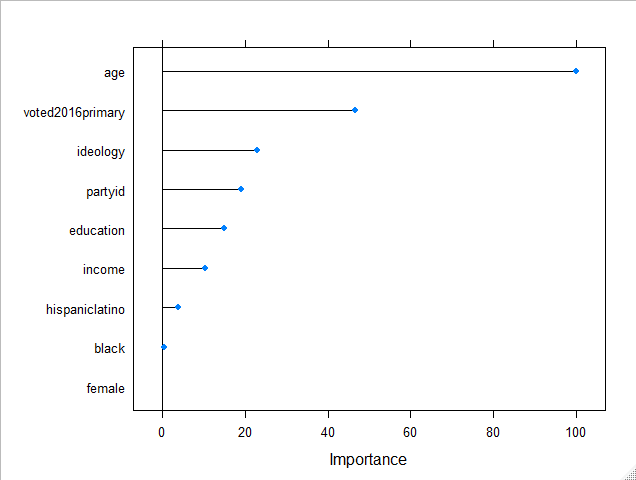 age
voted2016primary
ideology
partyid
education
income
hispaniclatino
black
female
0 20 40 60 80 100
Importance